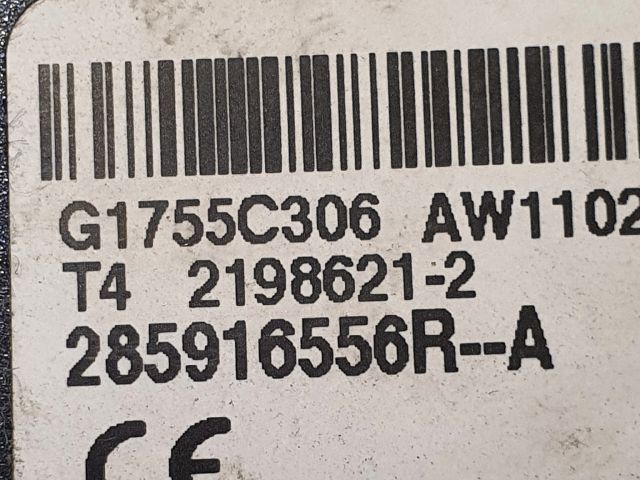 G1755C306 AW1102
T4 2198621-2
285916556R--A
CE